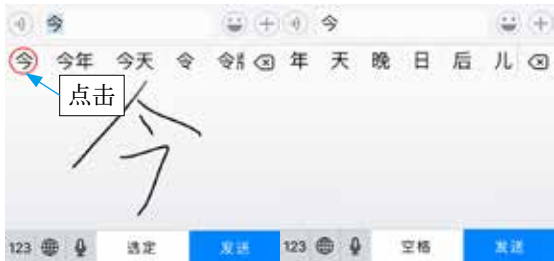 今
今 今年 今天 令
点击
今
123 选定 发送
今
年 天 晚 日 后 儿
123 空格 发送